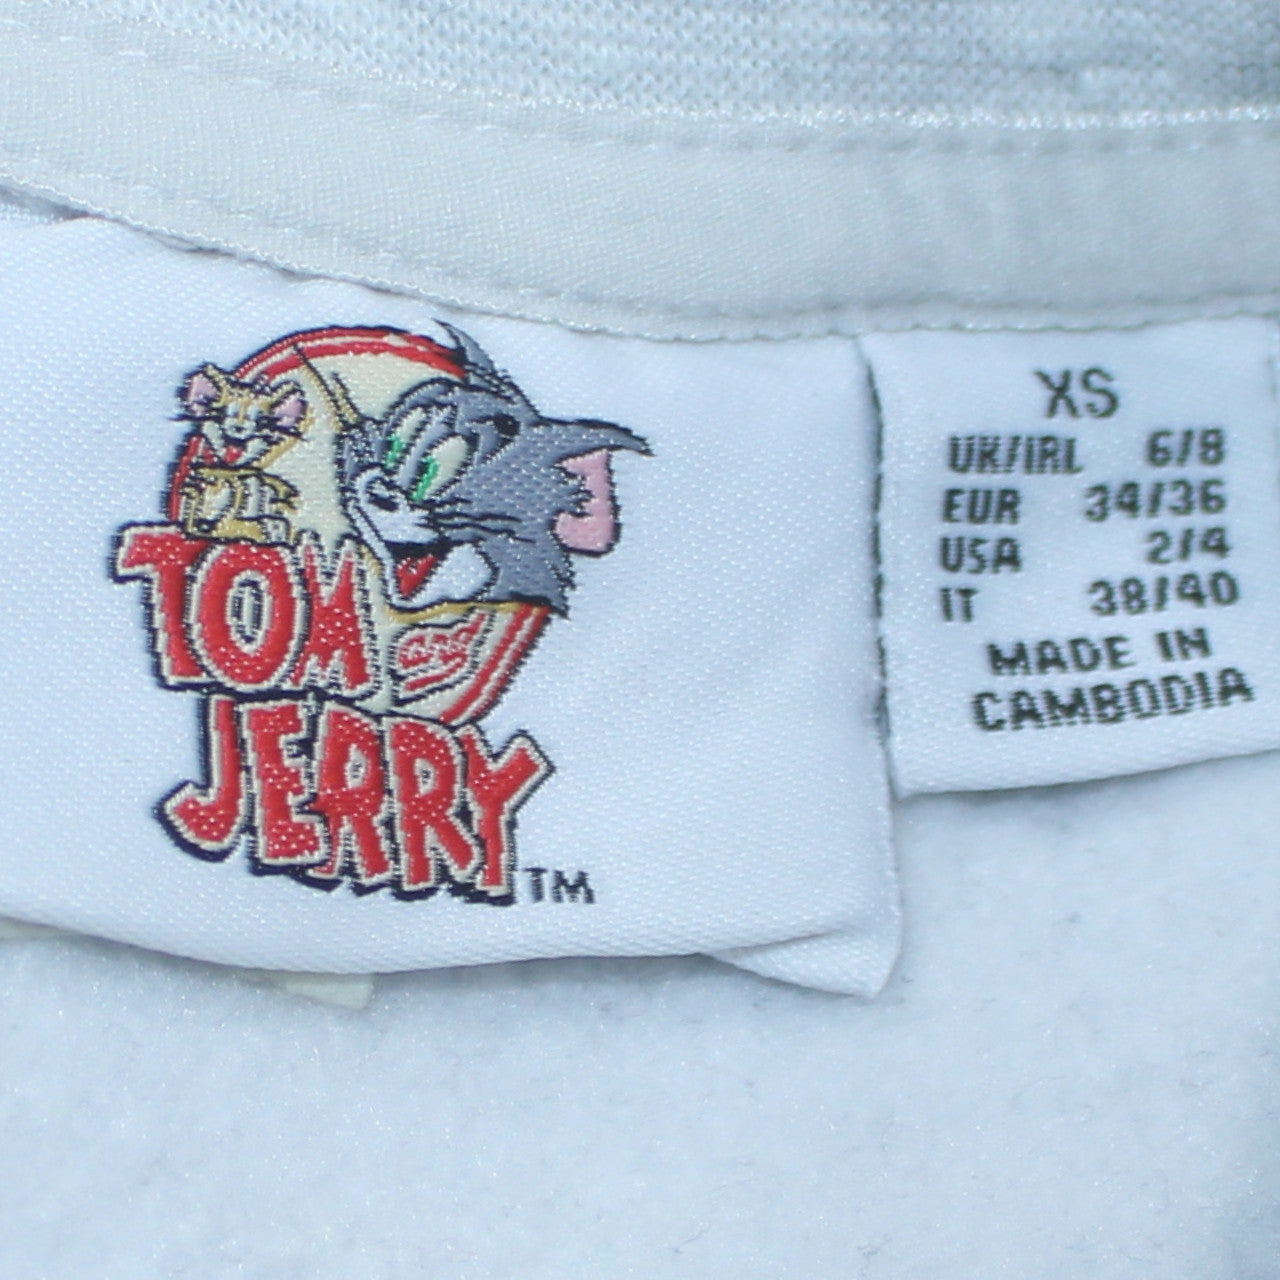 TOM
and
JERRY
TM
XS
UK/IRL 6/8
EUR 34/36
USA 2/4
IT 38/40
MADE IN
CAMBODIA